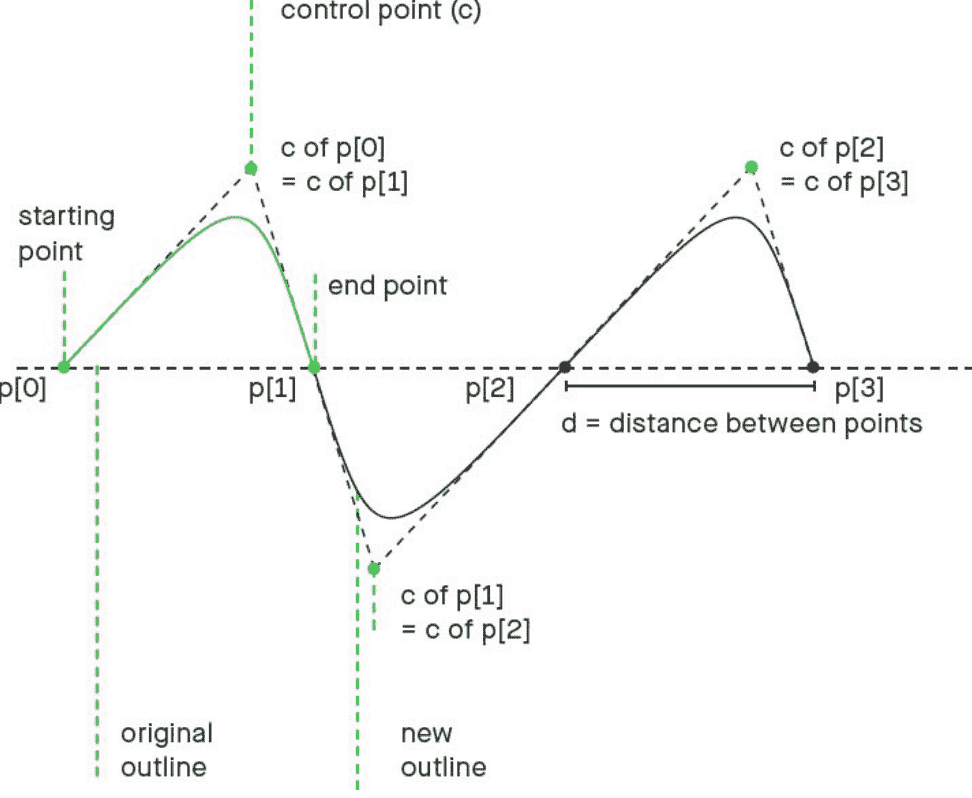 control point (c)
c of p[0]
= c of p[1]
c of p[2]
= c of p[3]
starting
point
end point
p[0]
p[1]
p[2]
p[3]
d = distance between points
c of p[1]
= c of p[2]
original
outline
new
outline